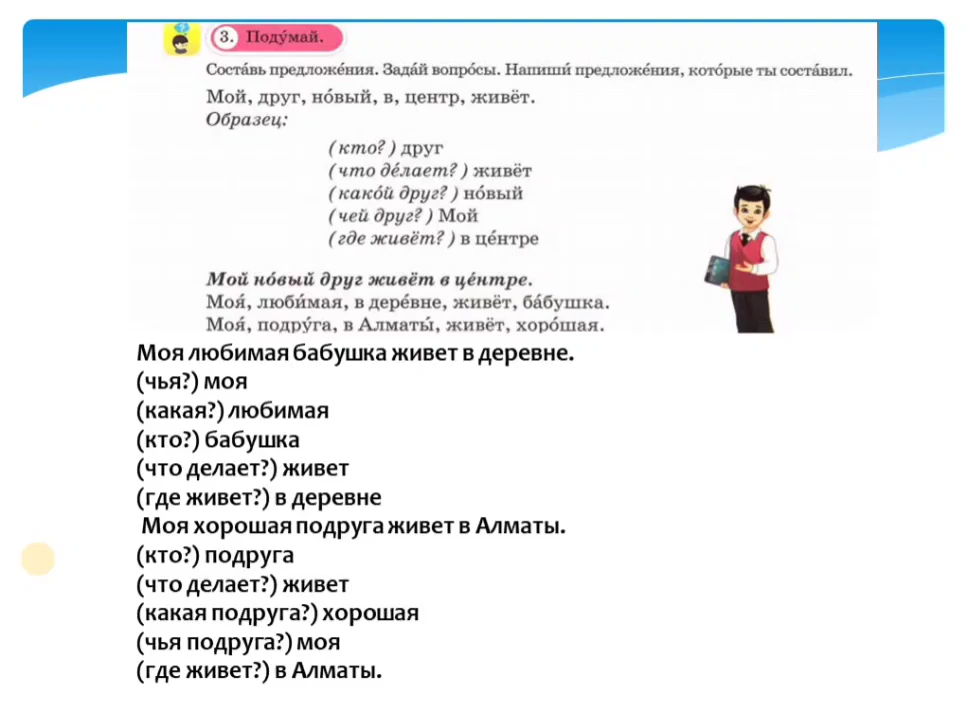 3. Поду́май.
Соста́вь предложе́ния. Зада́й вопро́сы. Напиши́ предложе́ния, кото́рые ты соста́вил.
Мой, друг, но́вый, в, центр, живёт.
Образец:
(кто?) друг
(что де́лает?) живёт
(како́й друг?) но́вый
(чей друг?) Мой
(где живёт?) в це́нтре
Мой но́вый друг живёт в це́нтре.
Моя́, люби́мая, в дере́вне, живёт, ба́бушка.
Моя́, подру́га, в Алматы́, живёт, хоро́шая.
Моя любимая бабушка живет в деревне.
(чья?) моя
(какая?) любимая
(кто?) бабушка
(что делает?) живет
(где живет?) в деревне
Моя хорошая подруга живет в Алматы.
(кто?) подруга
(что делает?) живет
(какая подруга?) хорошая
(чья подруга?) моя
(где живет?) в Алматы.